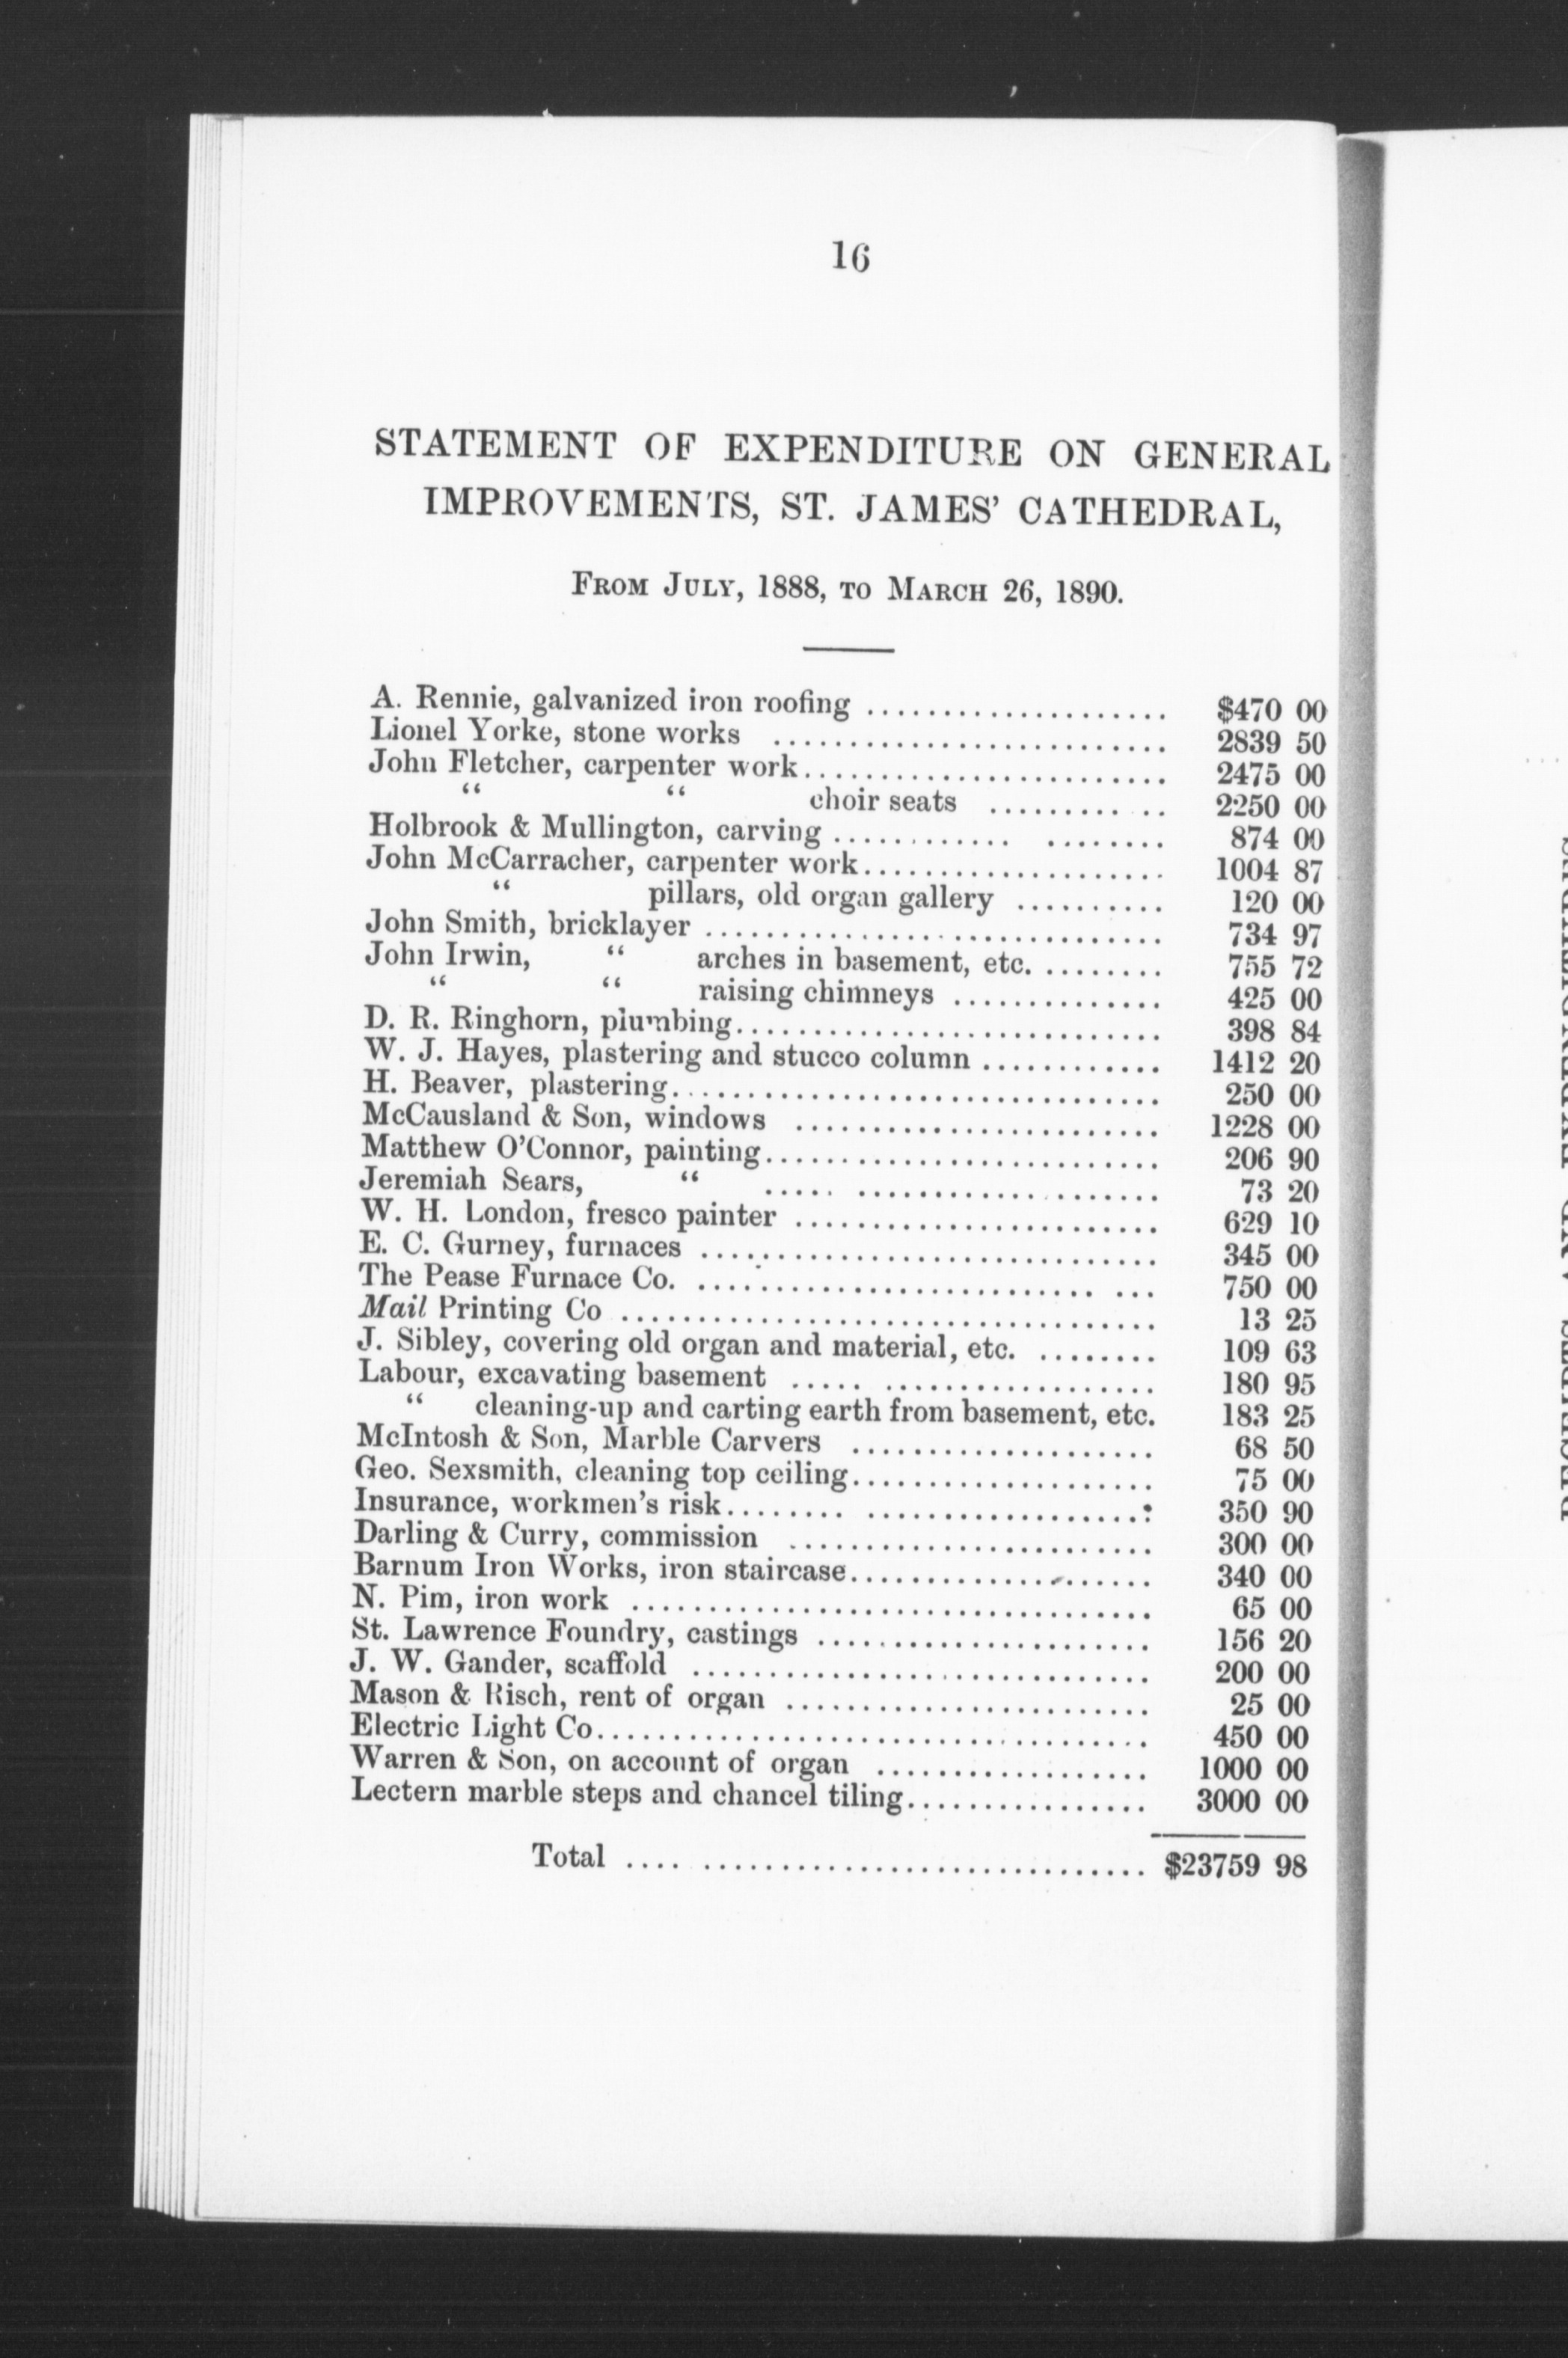 16
STATEMENT OF EXPENDITURE ON GENERAL
IMPROVEMENTS, ST. JAMES' CATHEDRAL,
FROM JULY, 1888, TO MARCH 26, 1890.
A. Rennie, galvanized iron roofing .................... $470 00
Lionel Yorke, stone works .......................... 2839 50
John Fletcher, carpenter work........................ 2475 00
“ “ choir seats ............ 2250 00
Holbrook & Mullington, carving .................... 874 00
John McCarracher, carpenter work.................... 1004 87
“ pillars, old organ gallery .......... 120 00
John Smith, bricklayer .............................. 734 97
John Irwin, “ arches in basement, etc. ........ 755 72
“ “ raising chimneys .............. 425 00
D. R. Ringhorn, plumbing............................ 398 84
W. J. Hayes, plastering and stucco column ............ 1412 20
H. Beaver, plastering................................ 250 00
McCausland & Son, windows ........................ 1228 00
Matthew O'Connor, painting.......................... 206 90
Jeremiah Sears, “ ......................... 73 20
W. H. London, fresco painter ........................ 629 10
E. C. Gurney, furnaces .............................. 345 00
The Pease Furnace Co. .............................. 750 00
Mail Printing Co ................................... 13 25
J. Sibley, covering old organ and material, etc. ........ 109 63
Labour, excavating basement ....................... 180 95
“ cleaning-up and carting earth from basement, etc. 183 25
McIntosh & Son, Marble Carvers .................... 68 50
Geo. Sexsmith, cleaning top ceiling.................... 75 00
Insurance, workmen's risk........................... 350 90
Darling & Curry, commission ........................ 300 00
Barnum Iron Works, iron staircase.................... 340 00
N. Pim, iron work .................................. 65 00
St. Lawrence Foundry, castings ...................... 156 20
J. W. Gander, scaffold .............................. 200 00
Mason & Risch, rent of organ ........................ 25 00
Electric Light Co.................................... 450 00
Warren & Son, on account of organ .................. 1000 00
Lectern marble steps and chancel tiling................ 3000 00
Total ................................. $23759 98